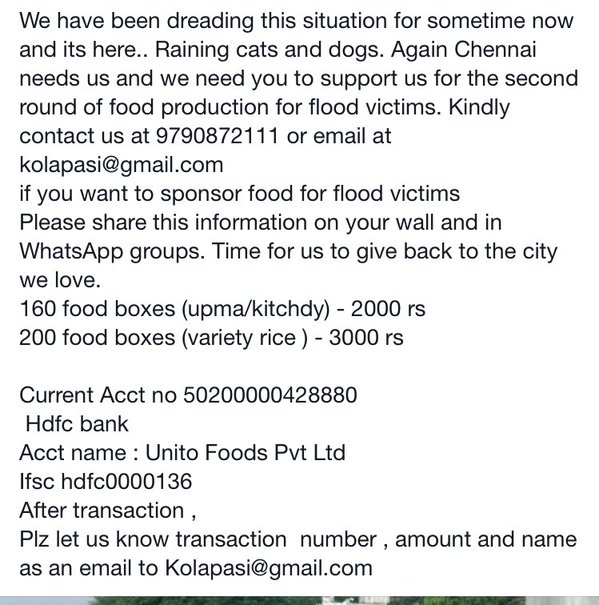 We have been dreading this situation for sometime now
and its here.. Raining cats and dogs. Again Chennai
needs us and we need you to support us for the second
round of food production for flood victims. Kindly
contact us at 9790872111 or email at
kolapasi@gmail.com
if you want to sponsor food for flood victims
Please share this information on your wall and in
WhatsApp groups. Time for us to give back to the city
we love.
160 food boxes (upma/kitchdy) - 2000 rs
200 food boxes (variety rice ) - 3000 rs
Current Acct no 50200000428880
Hdfc bank
Acct name : Unito Foods Pvt Ltd
Ifsc hdfc0000136
After transaction ,
Plz let us know transaction  number , amount and name
as an email to Kolapasi@gmail.com